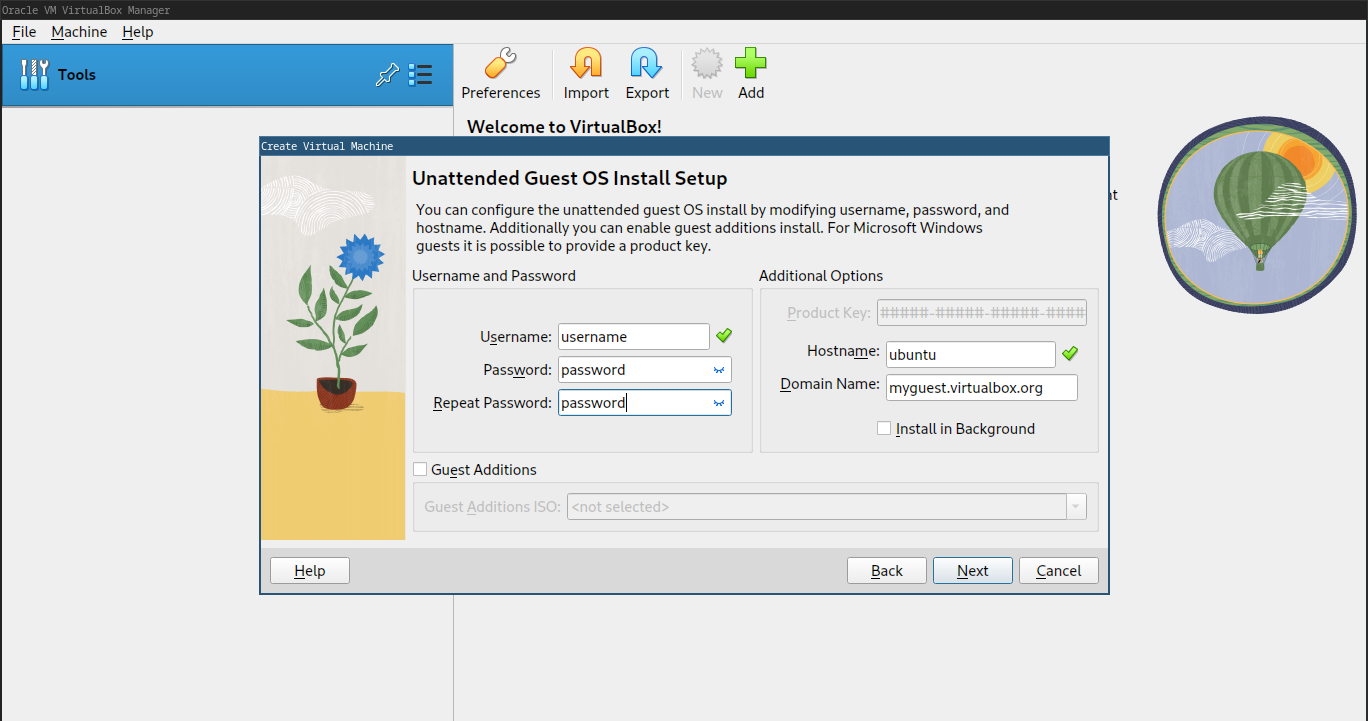 Oracle VM VirtualBox Manager
File Machine Help
Tools
Preferences Import Export New Add
Welcome to VirtualBox!
Create Virtual Machine
Unattended Guest OS Install Setup
You can configure the unattended guest OS install by modifying username, password, and
hostname. Additionally you can enable guest additions install. For Microsoft Windows
guests it is possible to provide a product key.
Username and Password
Username: username
Password: password
Repeat Password: password
Additional Options
Product Key: #####-#####-#####-####
Hostname: ubuntu
Domain Name: myguest.virtualbox.org
Install in Background
Guest Additions
Guest Additions ISO: <not selected>
Help Back Next Cancel